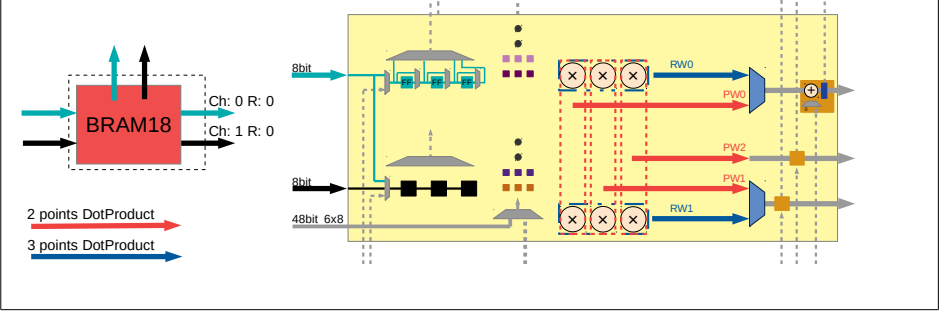 8bit
FF FF FF
RW0
PW0
Ch: 0 R: 0
BRAM18
Ch: 1 R: 0
PW2
PW1
8bit
RW1
2 points DotProduct
48bit 6x8
3 points DotProduct